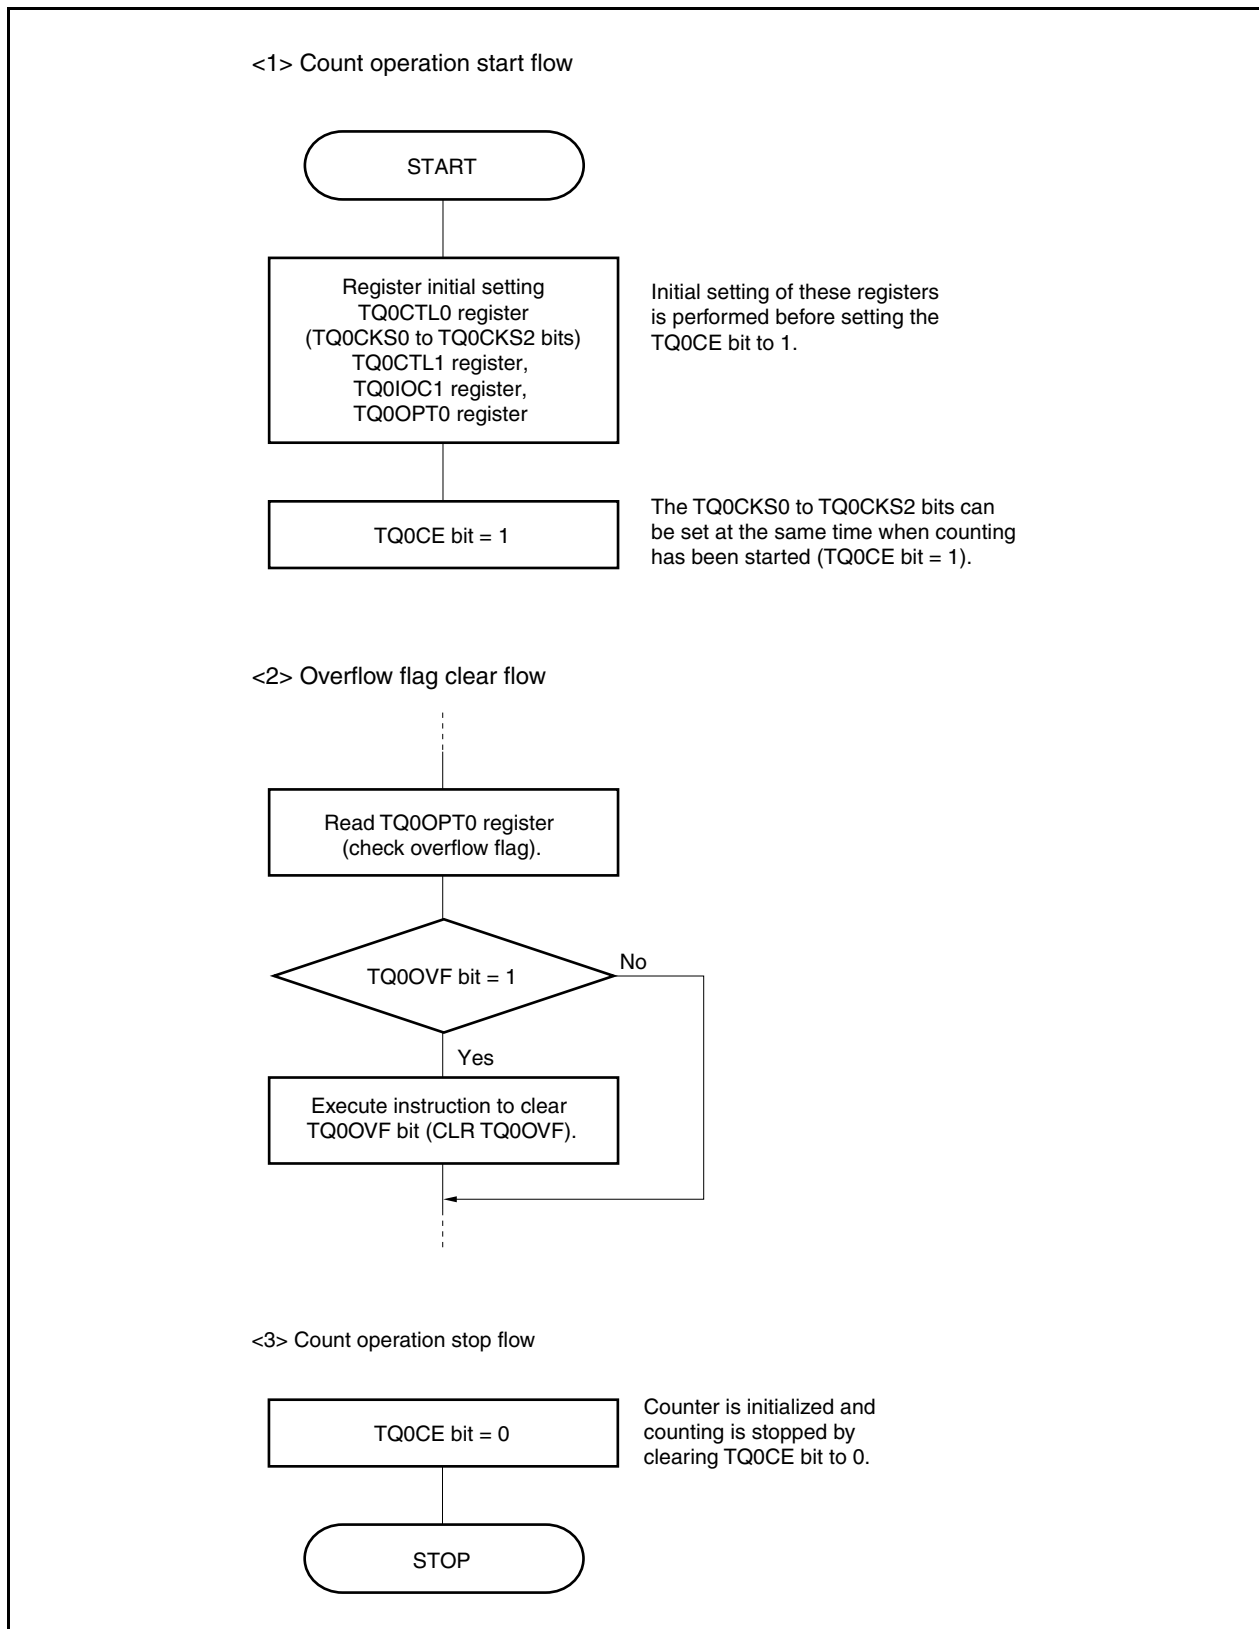 <1> Count operation start flow
START
Register initial setting
TQ0CTL0 register
(TQ0CKS0 to TQ0CKS2 bits)
TQ0CTL1 register,
TQ0IOC1 register,
TQ0OPT0 register
Initial setting of these registers
is performed before setting the
TQ0CE bit to 1.
TQ0CE bit = 1
The TQ0CKS0 to TQ0CKS2 bits can
be set at the same time when counting
has been started (TQ0CE bit = 1).
<2> Overflow flag clear flow
Read TQ0OPT0 register
(check overflow flag).
TQ0OVF bit = 1
No
Yes
Execute instruction to clear
TQ0OVF bit (CLR TQ0OVF).
<3> Count operation stop flow
TQ0CE bit = 0
Counter is initialized and
counting is stopped by
clearing TQ0CE bit to 0.
STOP